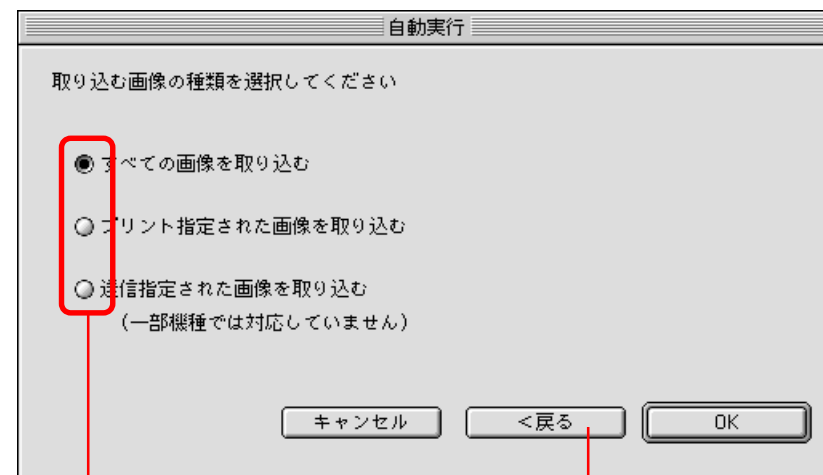 自動実行
取り込む画像の種類を選択してください
すべての画像を取り込む
プリント指定された画像を取り込む
送信指定された画像を取り込む
(一部機種では対応していません)
キャンセル <戻る OK